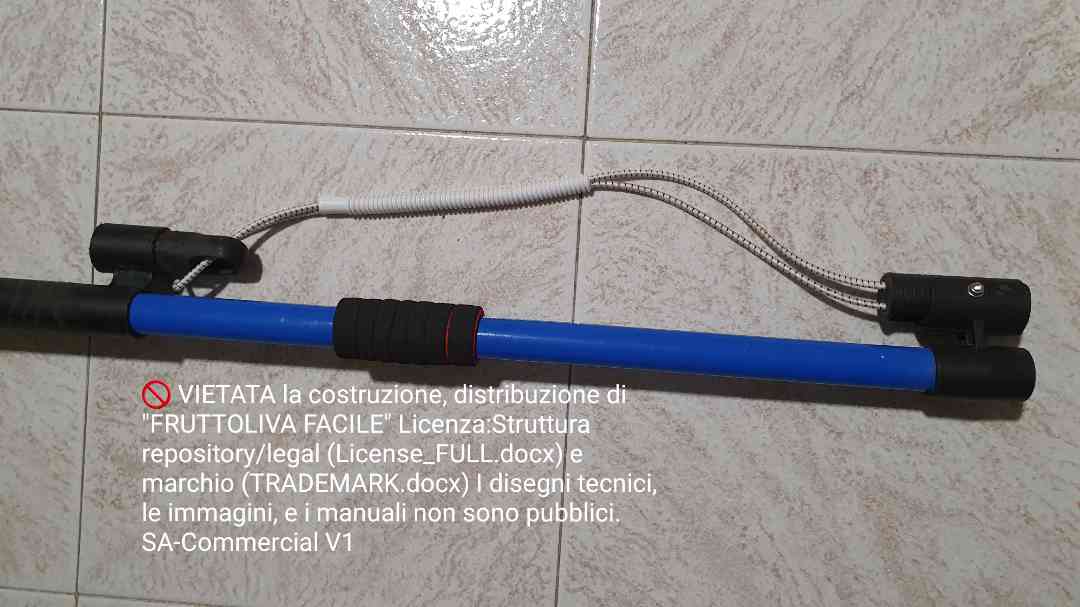 🚫 VIETATA la costruzione, distribuzione di
"FRUTTOLIVA FACILE" Licenza:Struttura
repository/legal (License_FULL.docx) e
marchio (TRADEMARK.docx) I disegni tecnici,
le immagini, e i manuali non sono pubblici.
SA-Commercial V1